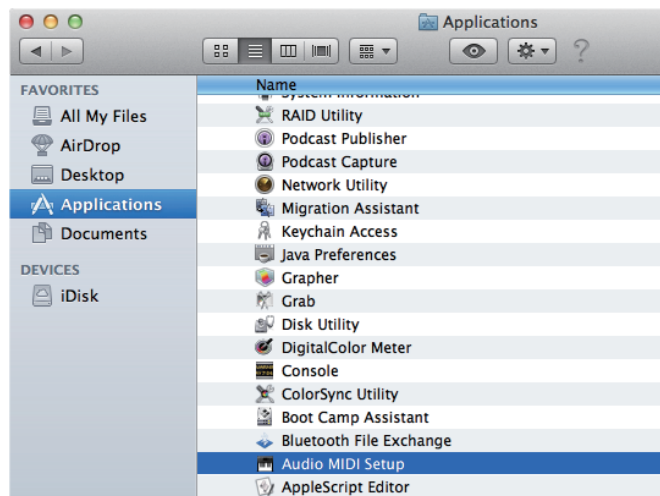 Applications
FAVORITES
All My Files
AirDrop
Desktop
Applications
Documents
DEVICES
iDisk
Name
System Information
RAID Utility
Podcast Publisher
Podcast Capture
Network Utility
Migration Assistant
Keychain Access
Java Preferences
Grapher
Grab
Disk Utility
DigitalColor Meter
Console
ColorSync Utility
Boot Camp Assistant
Bluetooth File Exchange
Audio MIDI Setup
AppleScript Editor